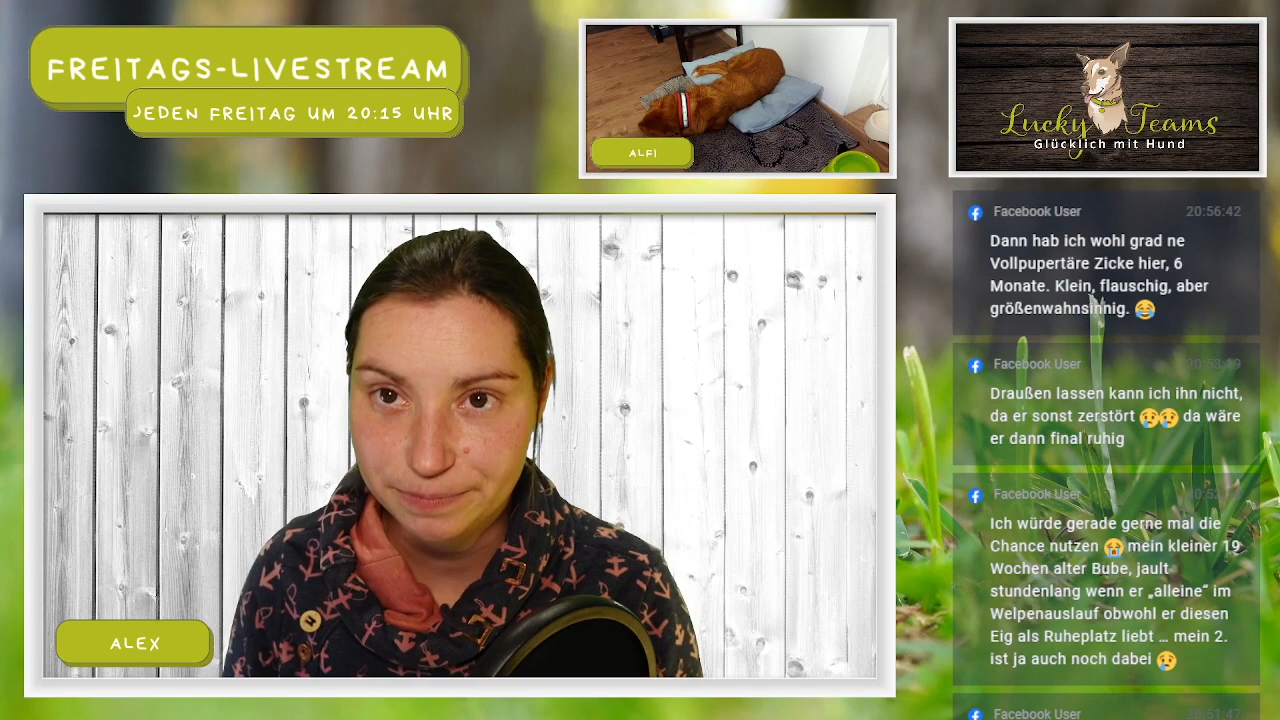 FREITAGS-LIVESTREAM
JEDEN FREITAG UM 20:15 UHR
ALFI
Lucky Teams
Glücklich mit Hund
Facebook User 20:56:42
Dann hab ich wohl grad ne
Vollpupertäre Zicke hier, 6
Monate. Klein, flauschig, aber
größenwahnsinnig. 😂
Facebook User
Draußen lassen kann ich ihn nicht,
da er sonst zerstört 😢😢 da wäre
er dann final ruhig
Facebook User
Ich würde gerade gerne mal die
Chance nutzen 😭 mein kleiner 19
Wochen alter Bube, jault
stundenlang wenn er „alleine“ im
Welpenauslauf obwohl er diesen
Eig als Ruheplatz liebt … mein 2.
ist ja auch noch dabei 😢
Facebook User 20:51:47
ALEX